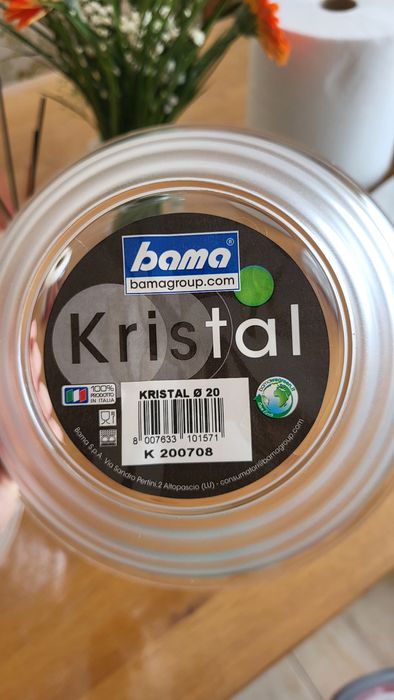 bama®
bamagroup.com
Kristal
100%
PRODOTTO
IN ITALIA
KRISTAL Ø 20
8 007633 101571
K 200708
Bama S.p.A. Via Sandro Pertini,2 Altopascio (LU) - consumatori@bamagroup.com